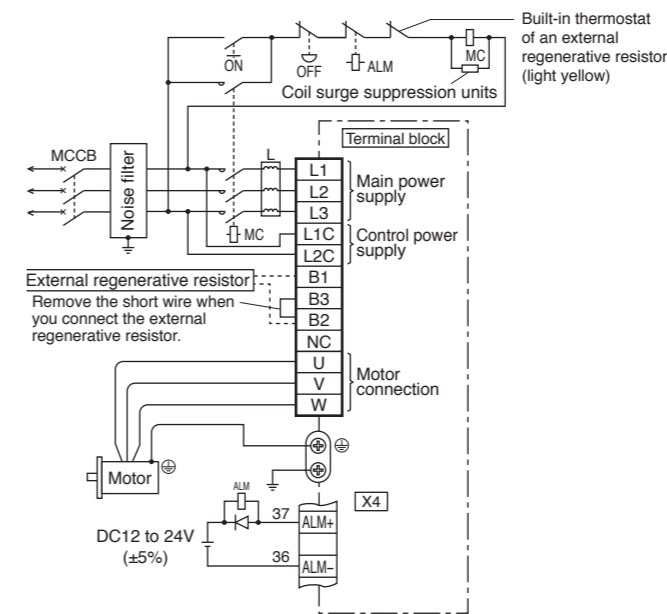 Built-in thermostat
of an external
regenerative resistor
(light yellow)
ON
OFF
ALM
MC
Coil surge suppression units
Terminal block
MCCB
Noise filter
L
MC
L1
L2
L3
L1C
L2C
B1
B3
B2
NC
U
V
W
Main power
supply
Control power
supply
External regenerative resistor
Remove the short wire when
you connect the external
regenerative resistor.
Motor
connection
Motor
ALM
X4
DC12 to 24V
(±5%)
37
ALM+
36
ALM−